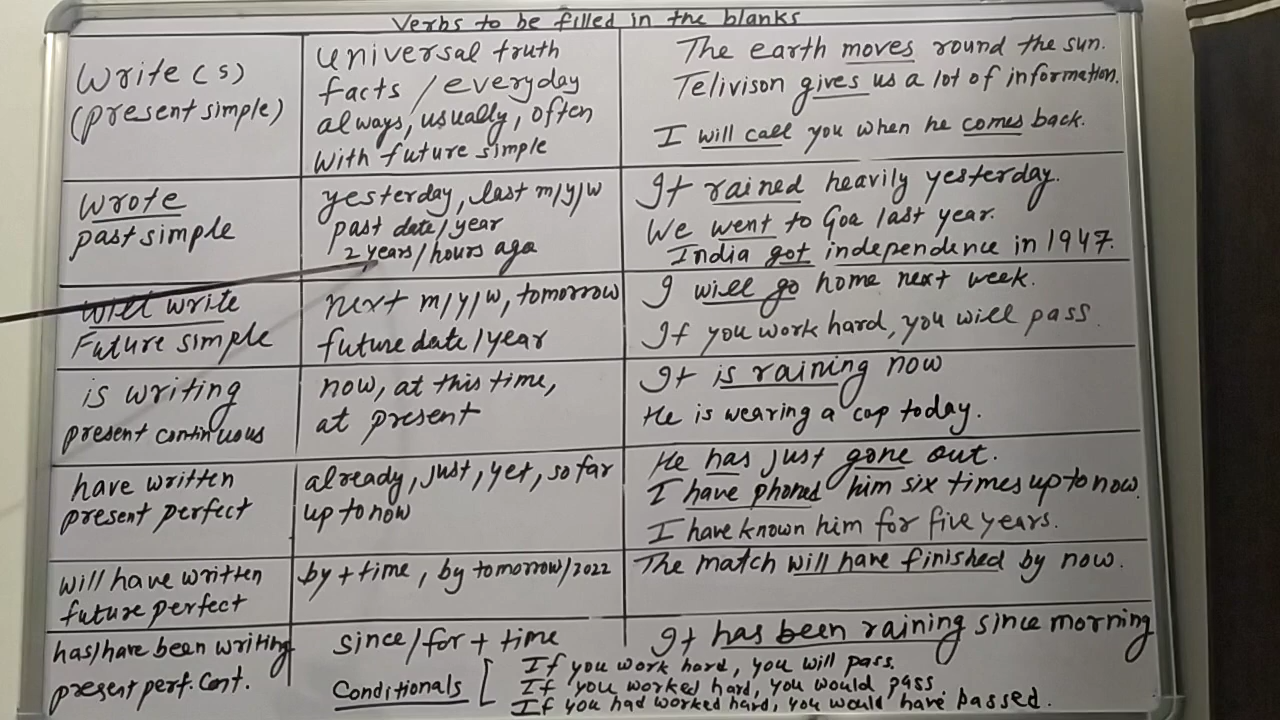 Verbs to be filled in the blanks
Write(s)
(present simple)
Universal truth
facts / everyday
always, usually, often
With future simple
The earth moves round the sun.
Telivison gives us a lot of information.
I will call you when he comes back.
Wrote
past simple
yesterday, last m/y/w
past date/year
2 years/hours ago
It rained heavily yesterday.
We went to Goa last year.
India got independence in 1947.
Will write
Future simple
next m/y/w, tomorrow
future date/year
I will go home next week.
If you work hard, you will pass.
is writing
present continuous
now, at this time,
at present
It is raining now
He is wearing a cap today.
have written
present perfect
already, just, yet, so far
up to now
He has just gone out.
I have phoned him six times up to now.
I have known him for five years.
will have written
future perfect
by + time, by tomorrow/2022
The match will have finished by now.
has/have been writing
present perf. cont.
Since/for + time
It has been raining since morning
Conditionals
If you work hard, you will pass.
If you worked hard, you would pass.
If you had worked hard, you would have passed.